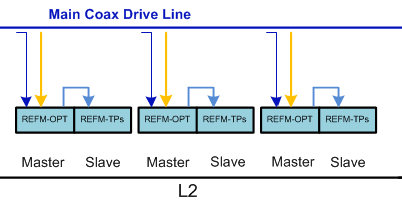 Main Coax Drive Line
REFM-OPT REFM-TPs REFM-OPT REFM-TPs REFM-OPT REFM-TPs
Master Slave Master Slave Master Slave
L2